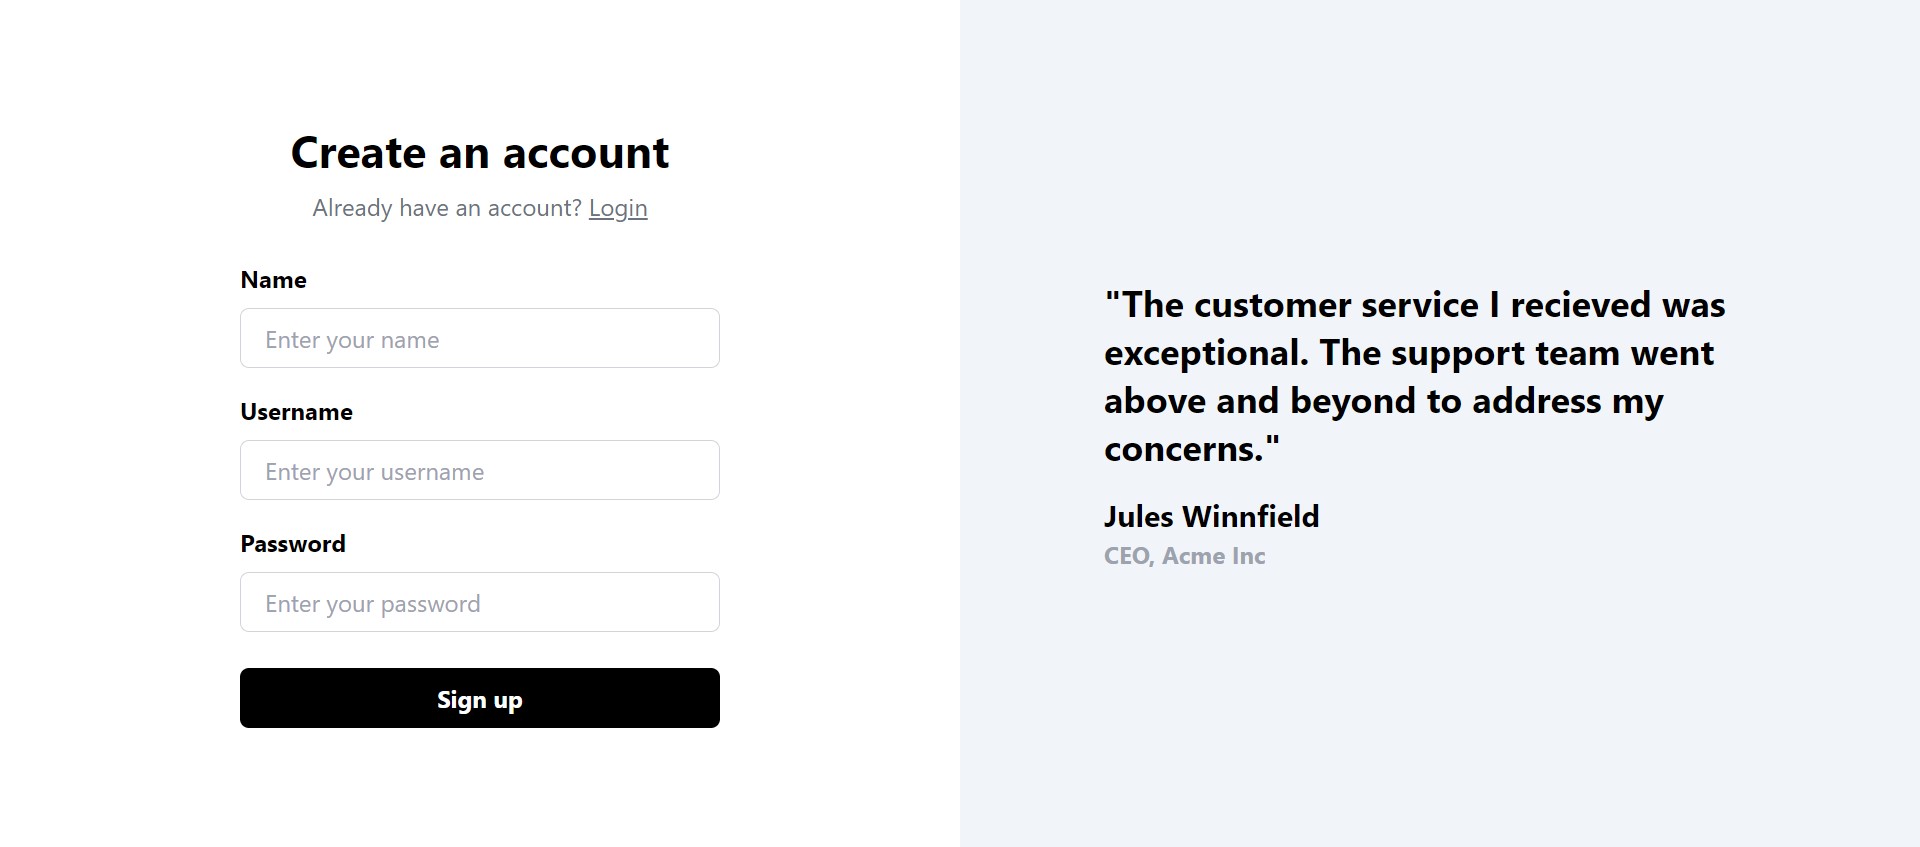 Create an account
Already have an account? Login
Name
Enter your name
Username
Enter your username
Password
Enter your password
Sign up
"The customer service I recieved was
exceptional. The support team went
above and beyond to address my
concerns."
Jules Winnfield
CEO, Acme Inc